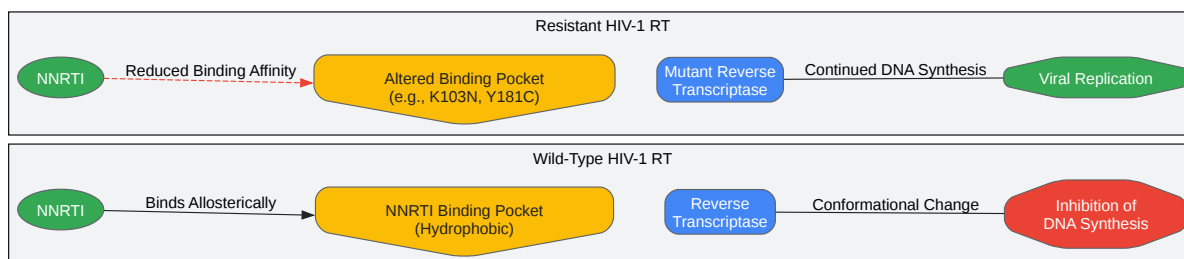 Resistant HIV-1 RT
NNRTI
Reduced Binding Affinity
Altered Binding Pocket
(e.g., K103N, Y181C)
Mutant Reverse
Transcriptase
Continued DNA Synthesis
Viral Replication
Wild-Type HIV-1 RT
NNRTI
Binds Allosterically
NNRTI Binding Pocket
(Hydrophobic)
Reverse
Transcriptase
Conformational Change
Inhibition of
DNA Synthesis